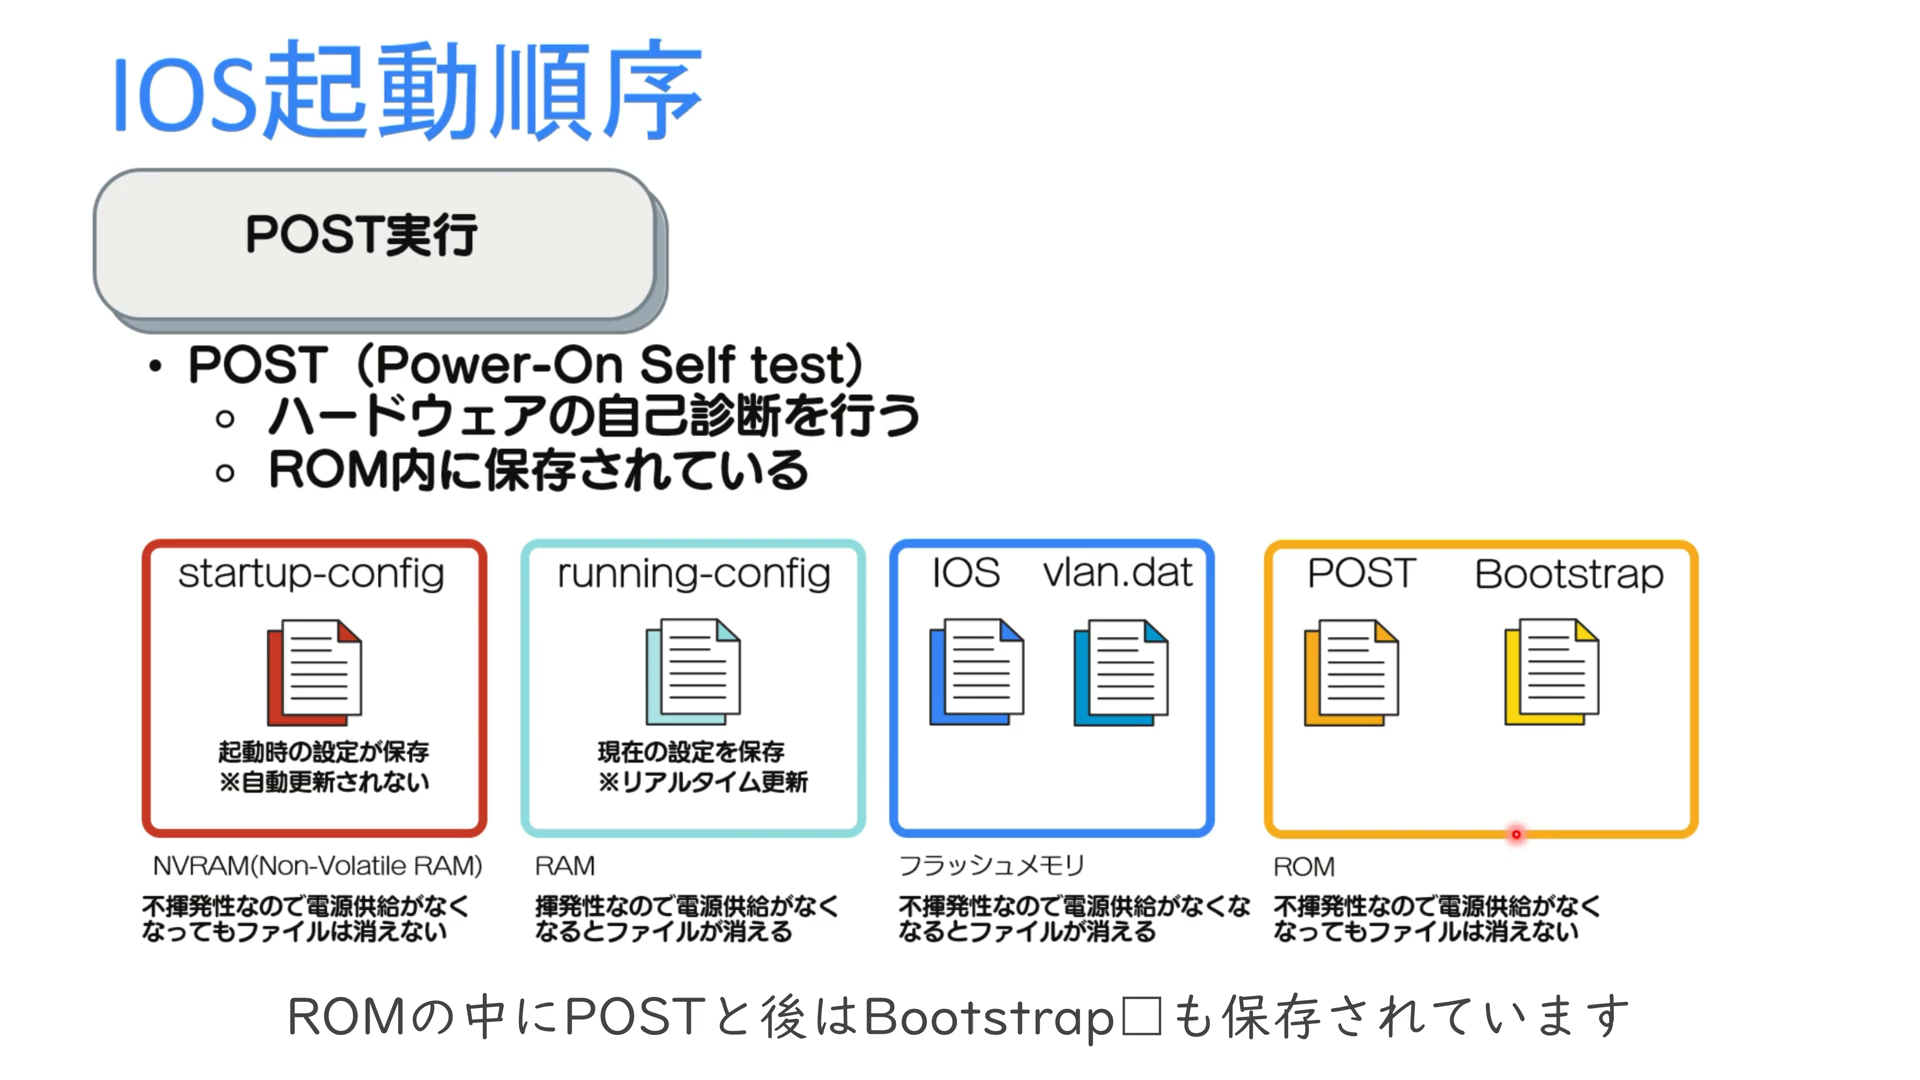 IOS起動順序
POST実行
• POST（Power-On Self test）
○ ハードウェアの自己診断を行う
○ ROM内に保存されている
startup-config
起動時の設定が保存
※自動更新されない
NVRAM(Non-Volatile RAM)
不揮発性なので電源供給がなく
なってもファイルは消えない
running-config
現在の設定を保存
※リアルタイム更新
RAM
揮発性なので電源供給がなく
なるとファイルが消える
IOS vlan.dat
フラッシュメモリ
不揮発性なので電源供給がなくな
なるとファイルが消える
POST Bootstrap
ROM
不揮発性なので電源供給がなく
なってもファイルは消えない
ROMの中にPOSTと後はBootstrap□も保存されています